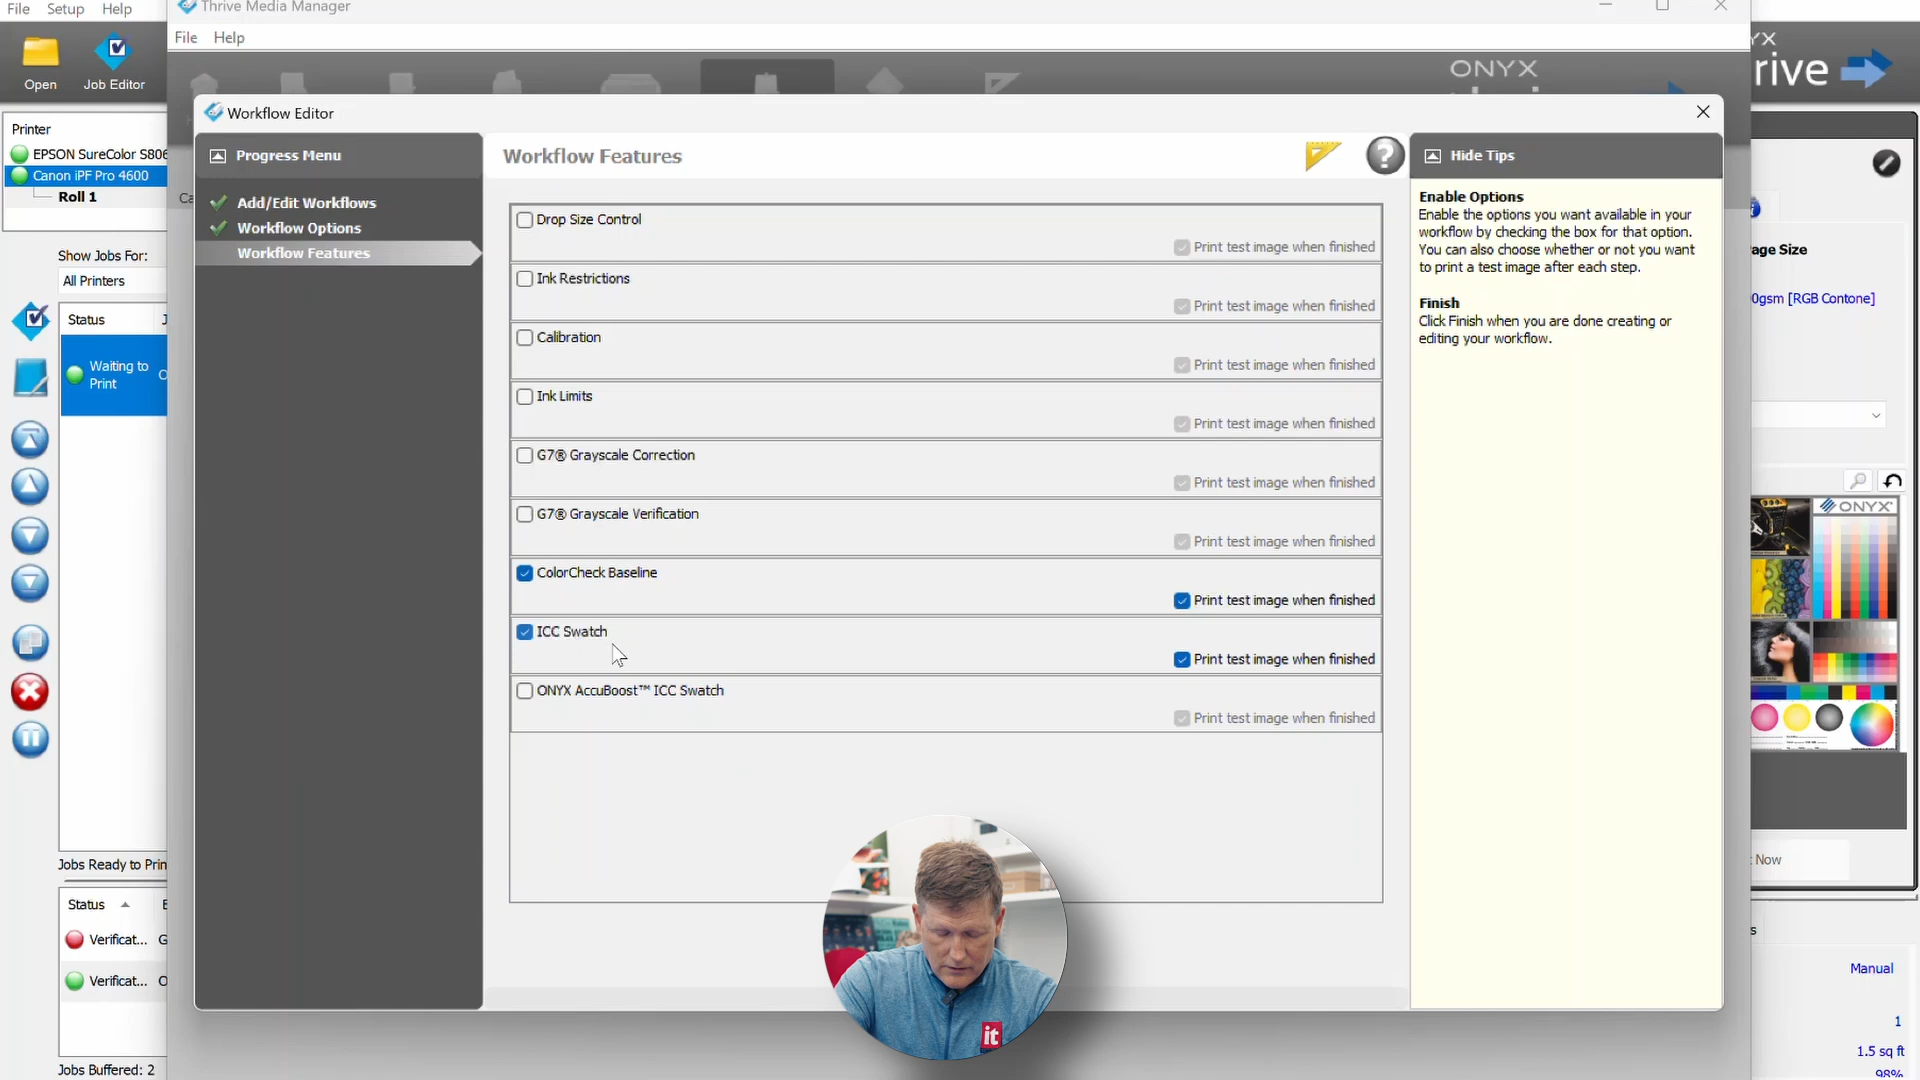 File Setup Help
Thrive Media Manager
File Help
Open
Job Editor
ONYX
YX
rive
Workflow Editor
Printer
EPSON SureColor S806
Canon iPF Pro 4600
Roll 1
Ca
Show Jobs For:
All Printers
Status
J
Waiting to
Print
O
Jobs Ready to Prin
Status
E
Verificat... G
Verificat... O
Jobs Buffered: 2
Progress Menu
Add/Edit Workflows
Workflow Options
Workflow Features
Workflow Features
?
Drop Size Control
Print test image when finished
Ink Restrictions
Print test image when finished
Calibration
Print test image when finished
Ink Limits
Print test image when finished
G7® Grayscale Correction
Print test image when finished
G7® Grayscale Verification
Print test image when finished
ColorCheck Baseline
Print test image when finished
ICC Swatch
Print test image when finished
ONYX AccuBoost™ ICC Swatch
Print test image when finished
it
Hide Tips
Enable Options
Enable the options you want available in your
workflow by checking the box for that option.
You can also choose whether or not you want
to print a test image after each step.
Finish
Click Finish when you are done creating or
editing your workflow.
age Size
0gsm [RGB Contone]
ONYX
Now
s
Manual
1
1.5 sq ft
98%